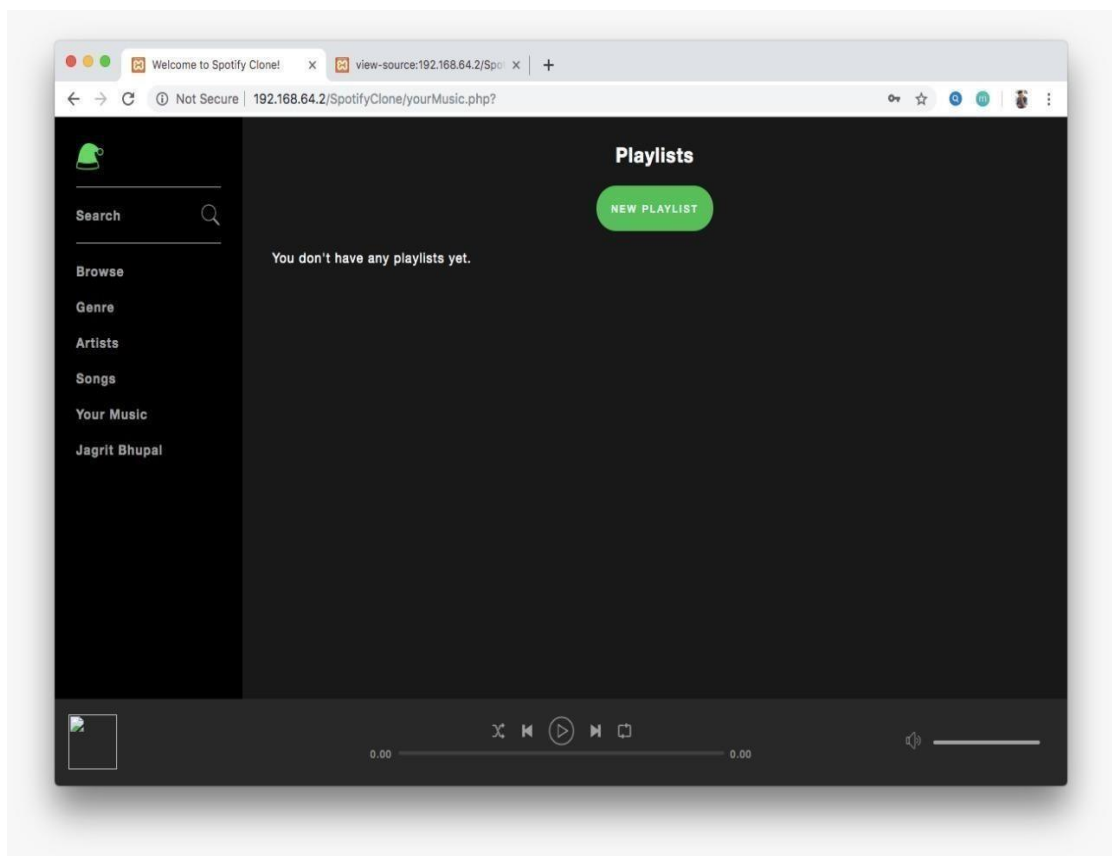 Welcome to Spotify Clone!
view-source:192.168.64.2/Spo
Not Secure 192.168.64.2/SpotifyClone/yourMusic.php?
Playlists
Search
NEW PLAYLIST
You don't have any playlists yet.
Browse
Genre
Artists
Songs
Your Music
Jagrit Bhupal
0.00 0.00